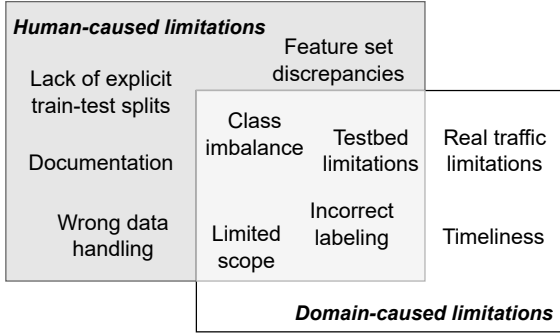 Human-caused limitations
Feature set
discrepancies
Lack of explicit
train-test splits
Class
imbalance
Testbed
limitations
Real traffic
limitations
Documentation
Wrong data
handling
Limited
scope
Incorrect
labeling
Timeliness
Domain-caused limitations